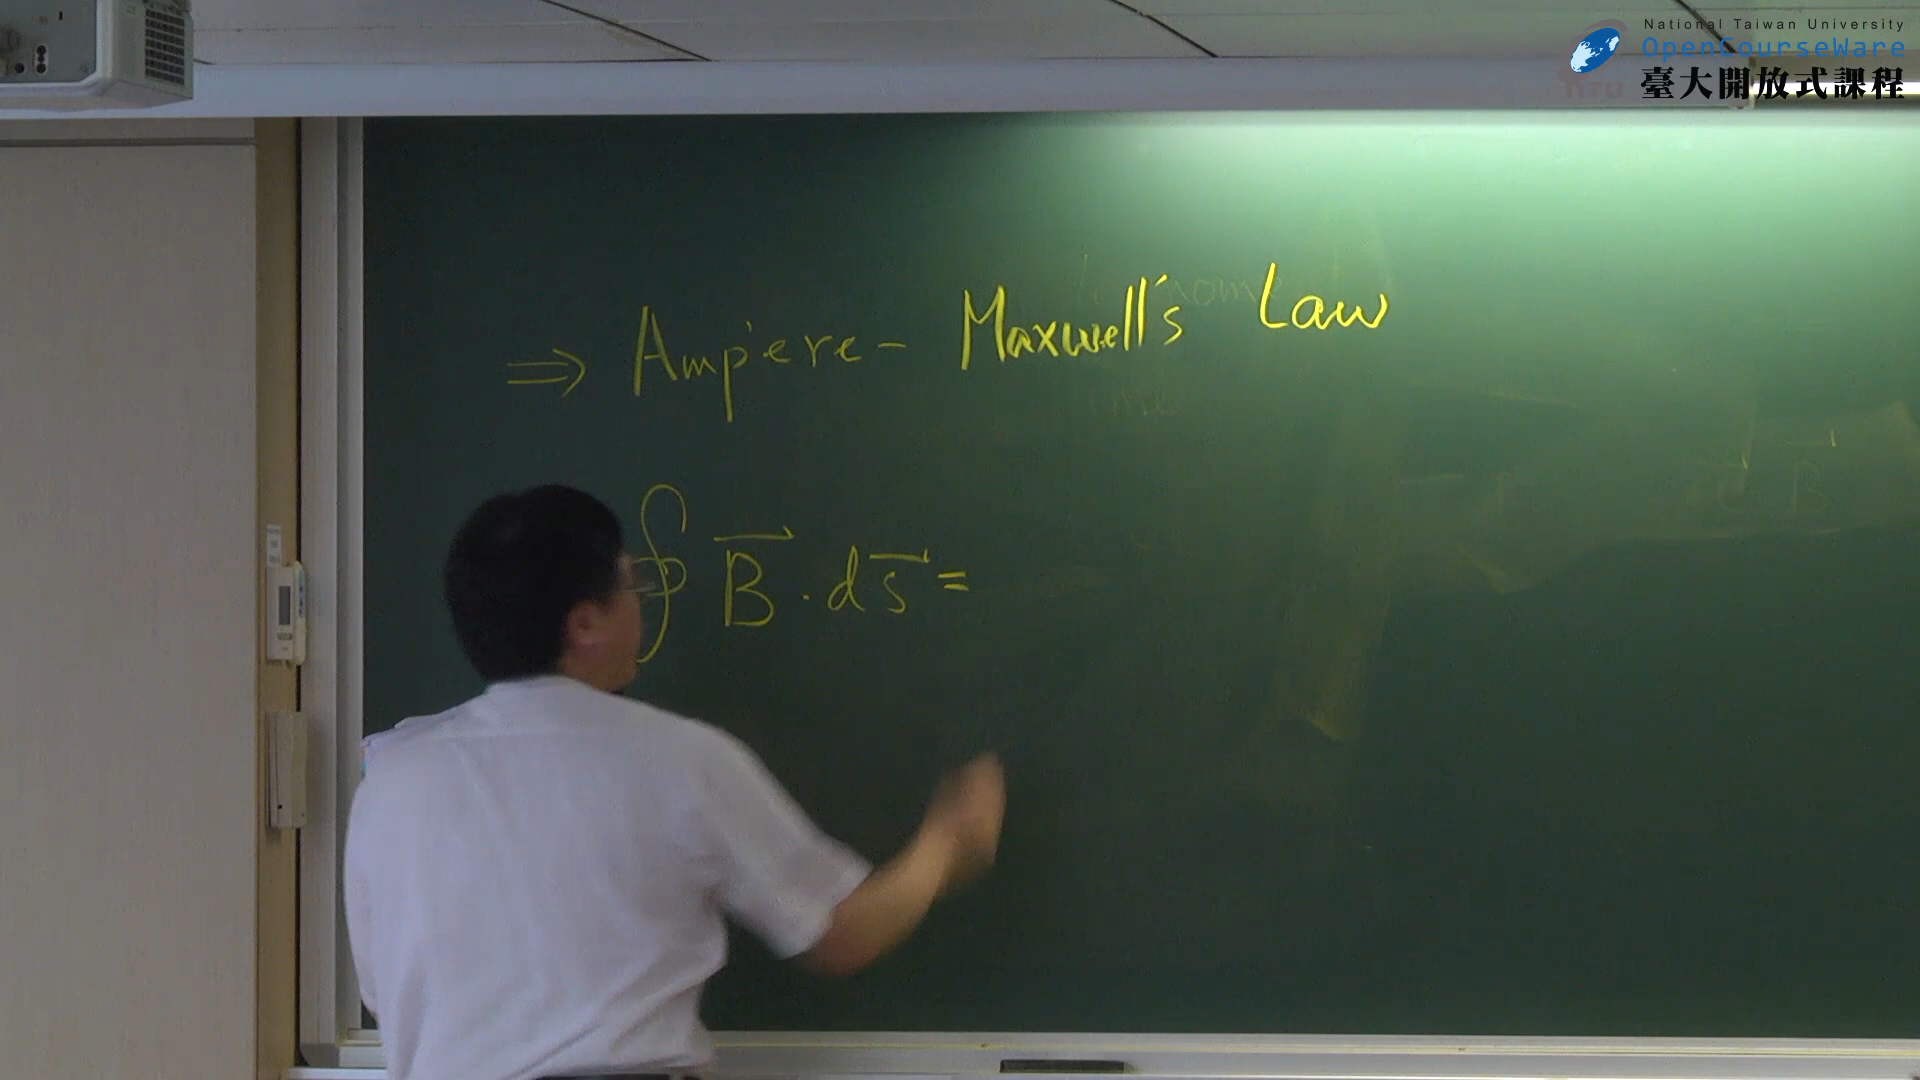 National Taiwan University
OpenCourseWare
臺大開放式課程
⇒ Ampère - Maxwell's Law
∮ B⃗ · ds⃗ =